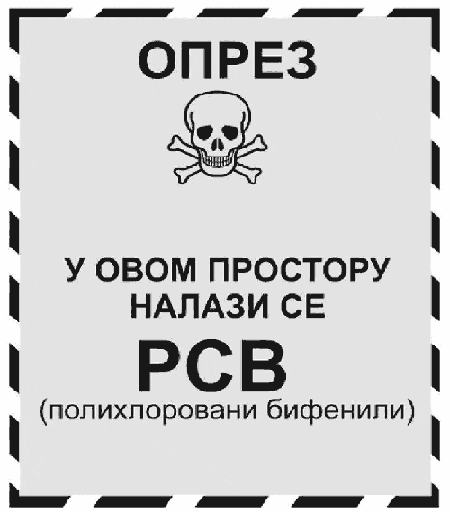 ОПРЕЗ
У ОВОМ ПРОСТОРУ
НАЛАЗИ СЕ
PCB
(полихлоровани бифенили)